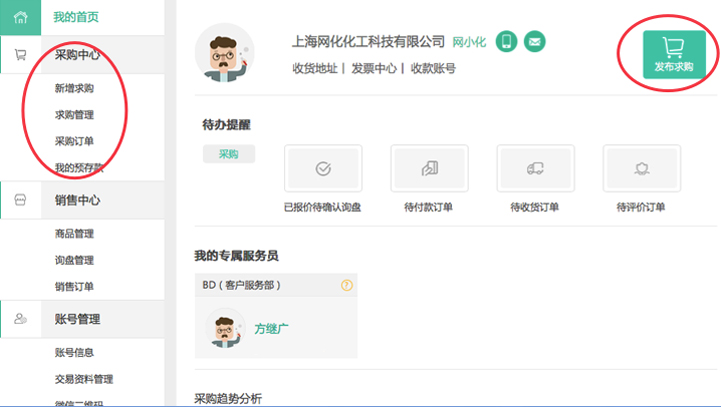 我的首页
采购中心
新增求购
求购管理
采购订单
我的预存款
销售中心
商品管理
询盘管理
销售订单
账号管理
账号信息
交易资料管理
微信二维码
上海网化化工科技有限公司 网小化
收货地址 | 发票中心 | 收款账号
发布求购
待办提醒
采购
已报价待确认询盘 待付款订单 待收货订单 待评价订单
我的专属服务员
BD（客户服务部）
方继广
采购趋势分析